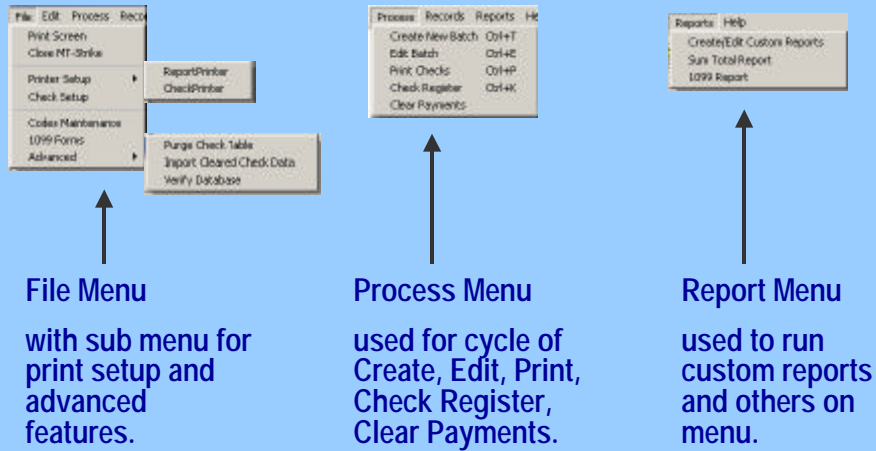 File Edit Process Reco
Print Screen
Close MT-Strike
Printer Setup
Check Setup
Codes Maintenance
1099 Forms
Advanced
ReportPrinter
CheckPrinter
Purge Check Table
Import Cleared Check Data
Verify Database
Process Records Reports He
Create New Batch Ctrl+T
Edit Batch Ctrl+E
Print Checks Ctrl+P
Check Register Ctrl+K
Clear Payments
Reports Help
Create/Edit Custom Reports
Sum Total Report
1099 Report
File Menu
with sub menu for
print setup and
advanced
features.
Process Menu
used for cycle of
Create, Edit, Print,
Check Register,
Clear Payments.
Report Menu
used to run
custom reports
and others on
menu.